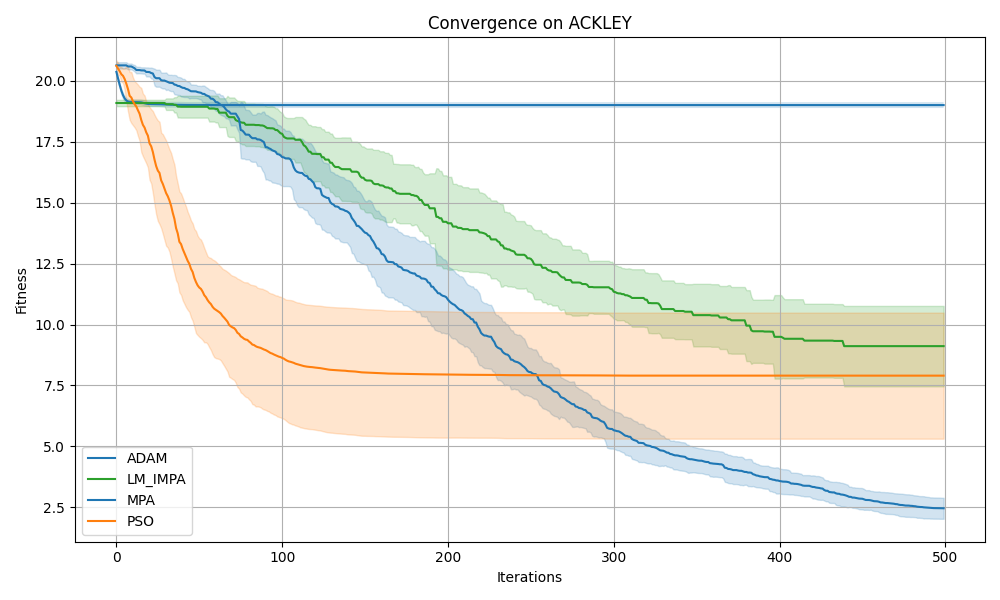 Convergence on ACKLEY
Fitness
20.0
17.5
15.0
12.5
10.0
7.5
5.0
2.5
ADAM
LM_IMPA
MPA
PSO
0 100 200 300 400 500
Iterations